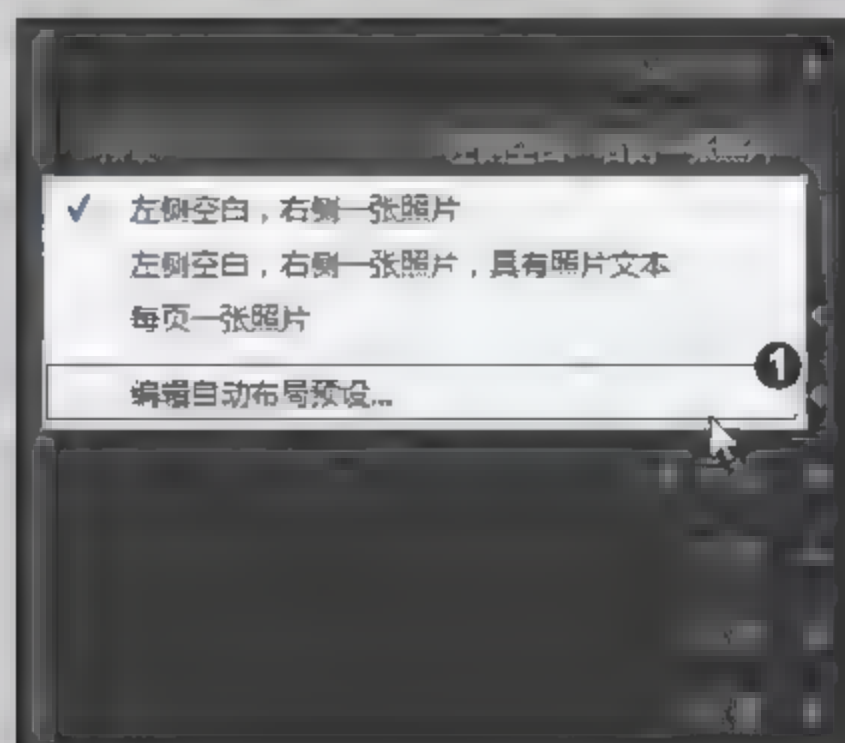 ✓ 左侧空白，右侧一张照片
左侧空白，右侧一张照片，具有照片文本
每页一张照片
编辑自动布局预设...
1